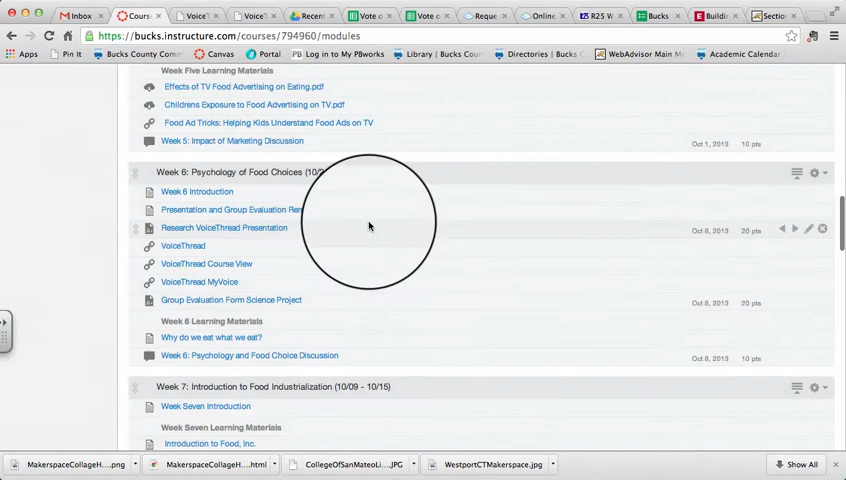 Inbox
Cours
VoiceT
VoiceT
Recent
Vote o
Vote o
Reque
Online
R25 W
Bucks
Buildin
Section
https://bucks.instructure.com/courses/794960/modules
Apps
Pin It
Bucks County Comm
Canvas
Portal
PB Log in to My PBworks
Library | Bucks Cou
Directories | Bucks C
WebAdvisor Main M
Academic Calendar
Week Five Learning Materials
Effects of TV Food Advertising on Eating.pdf
Childrens Exposure to Food Advertising on TV.pdf
Food Ad Tricks: Helping Kids Understand Food Ads on TV
Week 5: Impact of Marketing Discussion
Oct 1, 2013 10 pts
Week 6: Psychology of Food Choices (10/2
Week 6 Introduction
Presentation and Group Evaluation Rem
Research VoiceThread Presentation
Oct 8, 2013 20 pts
VoiceThread
VoiceThread Course View
VoiceThread MyVoice
Group Evaluation Form Science Project
Oct 8, 2013 20 pts
Week 6 Learning Materials
Why do we eat what we eat?
Week 6: Psychology and Food Choice Discussion
Oct 8, 2013 10 pts
Week 7: Introduction to Food Industrialization (10/09 - 10/15)
Week Seven Introduction
Week Seven Learning Materials
Introduction to Food, Inc.
MakerspaceCollageH....png
MakerspaceCollageH....html
CollegeOfSanMateoLi....JPG
WestportCTMakerspace.jpg
Show All